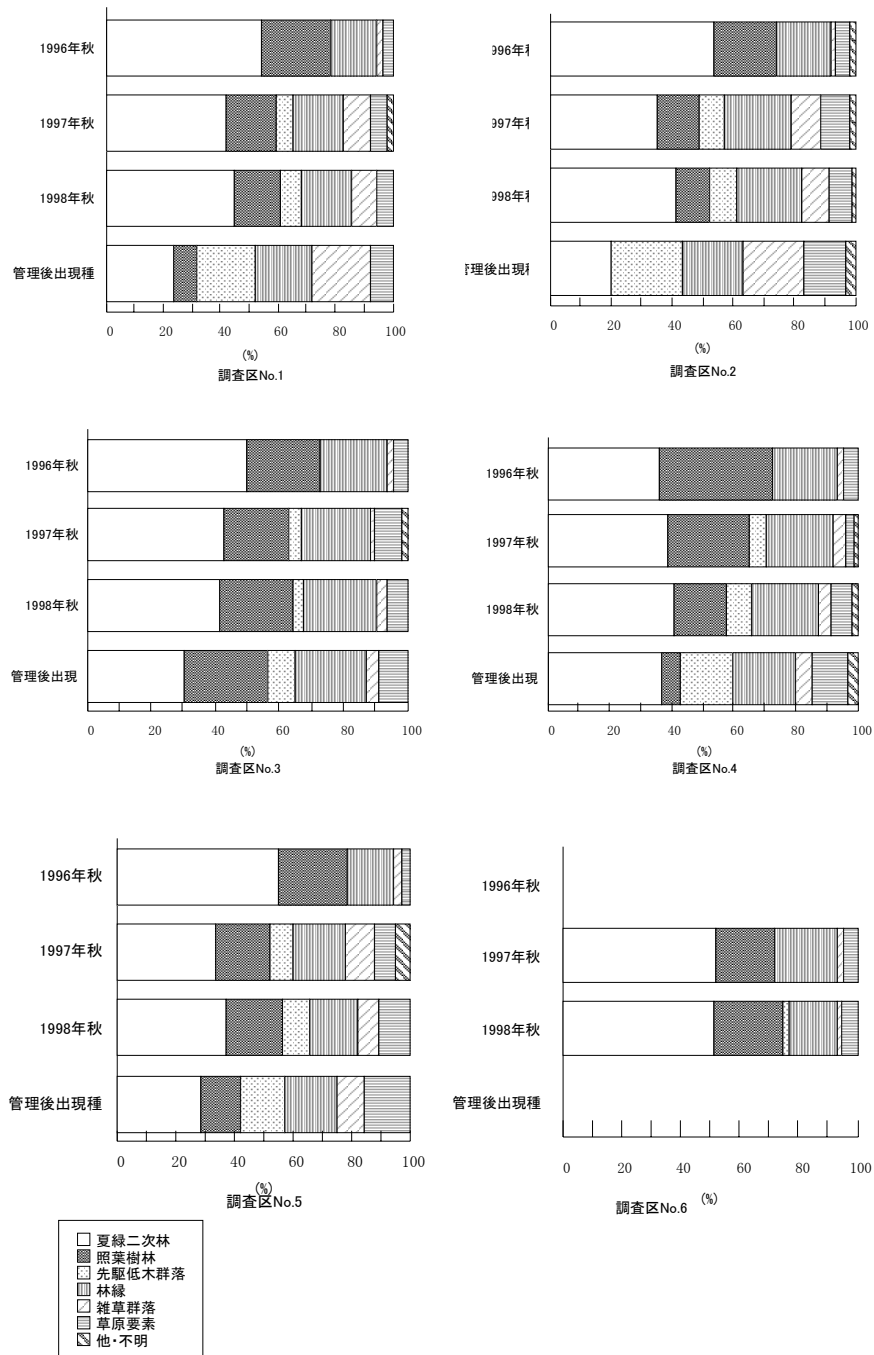 1996年秋
1997年秋
1998年秋
管理後出現種
0 20 40 60 80 100
(%)
調査区No.1
996年
997年
998年
管理後出現種
0 20 40 60 80 100
(%)
調査区No.2
1996年秋
1997年秋
1998年秋
管理後出現
0 20 40 60 80 100
(%)
調査区No.3
1996年秋
1997年秋
1998年秋
管理後出現
0 20 40 60 80 100
(%)
調査区No.4
1996年秋
1997年秋
1998年秋
管理後出現種
0 20 40 60 80 100
(%)
調査区No.5
1996年秋
1997年秋
1998年秋
管理後出現種
0 20 40 60 80 100
調査区No.6 (%)
夏緑二次林
照葉樹林
先駆低木群落
林縁
雑草群落
草原要素
他・不明